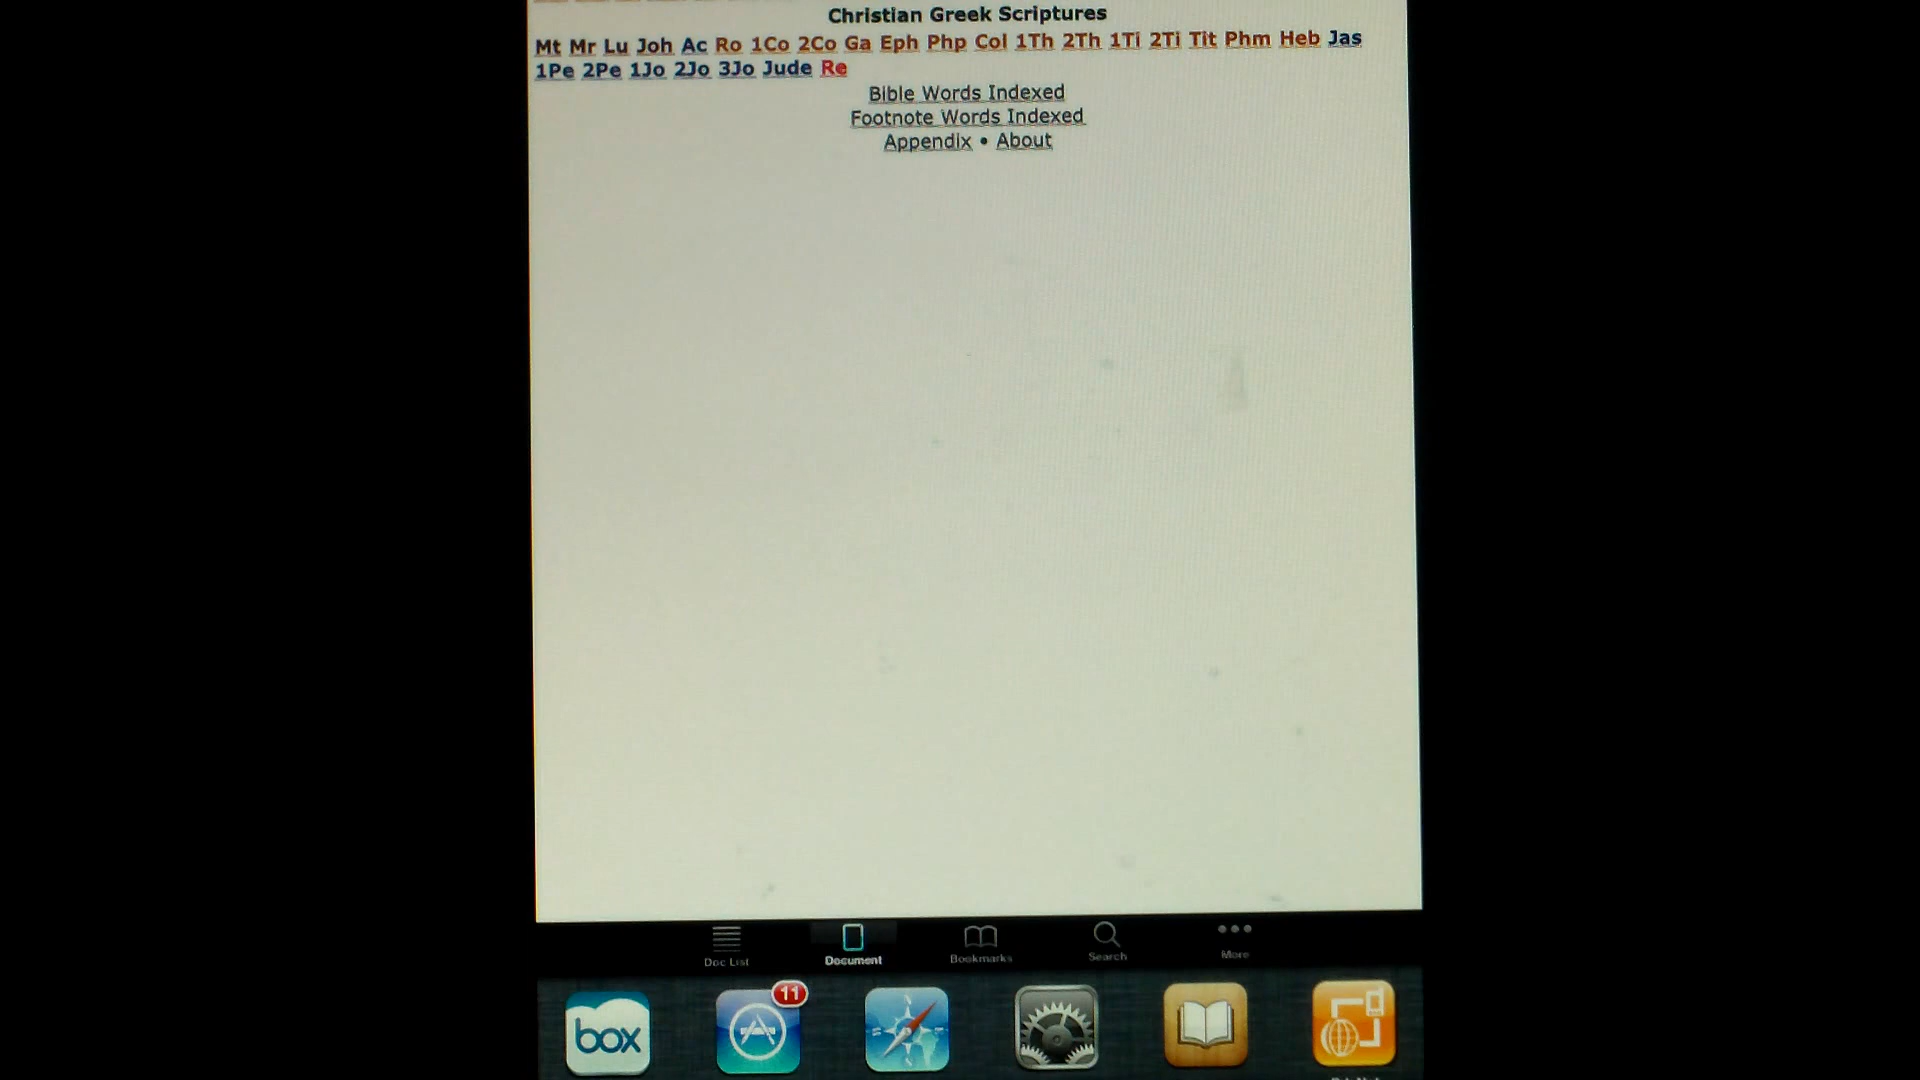 Christian Greek Scriptures
Mt Mr Lu Joh Ac Ro 1Co 2Co Ga Eph Php Col 1Th 2Th 1Ti 2Ti Tit Phm Heb Jas
1Pe 2Pe 1Jo 2Jo 3Jo Jude Re
Bible Words Indexed
Footnote Words Indexed
Appendix • About
Doc List Document Bookmarks Search More
11
box